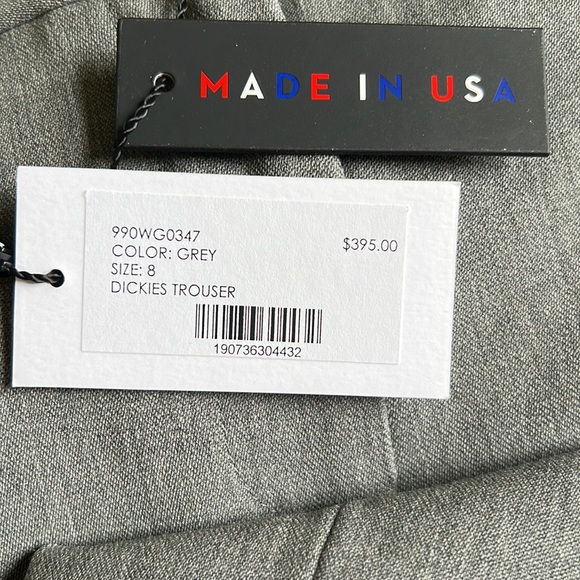 MADE IN USA
990WG0347
COLOR: GREY
$395.00
SIZE: 8
DICKIES TROUSER
190736304432